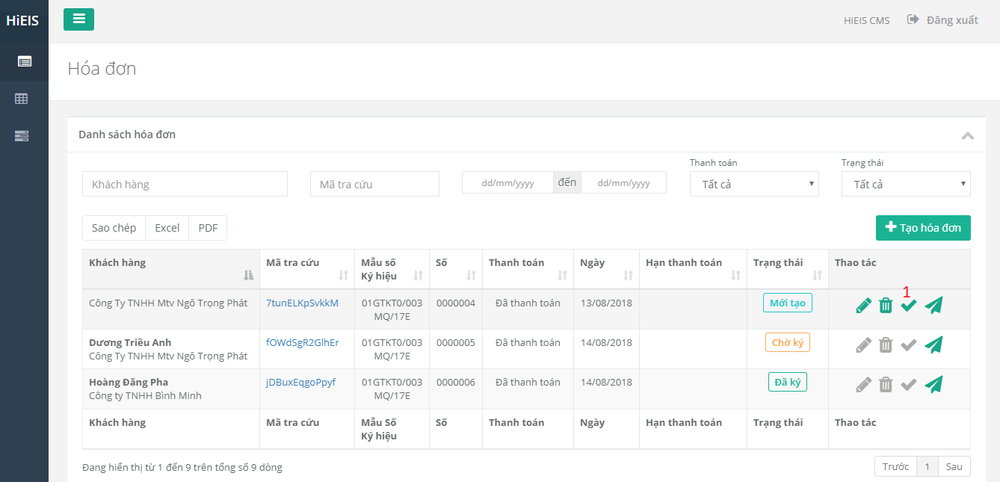 HiEIS
HiEIS CMS
Đăng xuất
Hóa đơn
Danh sách hóa đơn
Thanh toán
Trạng thái
Khách hàng
Mã tra cứu
dd/mm/yyyy đến dd/mm/yyyy
Tất cả
Tất cả
Sao chép Excel PDF
Tạo hóa đơn
Khách hàng
Mã tra cứu
Mẫu số
Ký hiệu
Số
Thanh toán
Ngày
Hạn thanh toán
Trạng thái
Thao tác
1
Công Ty TNHH Mtv Ngô Trọng Phát
7tunELKpSvkkM
01GTKT0/003
MQ/17E
0000004
Đã thanh toán
13/08/2018
Mới tạo
Dương Triều Anh
Công Ty TNHH Mtv Ngô Trọng Phát
fOWdSgR2GlhEr
01GTKT0/003
MQ/17E
0000005
Đã thanh toán
14/08/2018
Chờ ký
Hoàng Đăng Pha
Công ty TNHH Bình Minh
jDBuxEqgoPpyf
01GTKT0/003
MQ/17E
0000006
Đã thanh toán
14/08/2018
Đã ký
Khách hàng
Mã tra cứu
Mẫu Số
Ký hiệu
Số
Thanh toán
Ngày
Hạn thanh toán
Trạng thái
Thao tác
Đang hiển thị từ 1 đến 9 trên tổng số 9 dòng
Trước 1 Sau